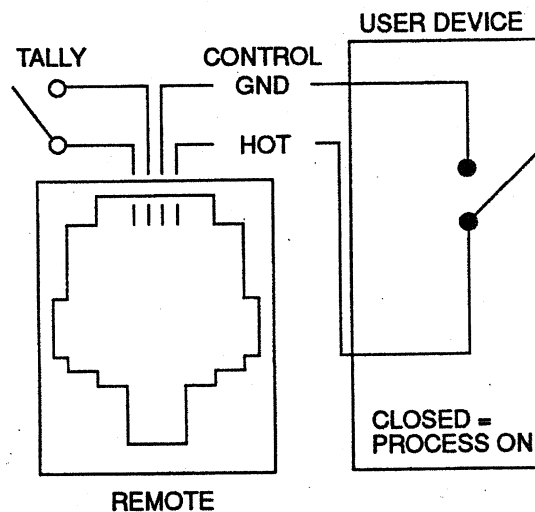 USER DEVICE
TALLY
CONTROL
GND
HOT
CLOSED =
PROCESS ON
REMOTE